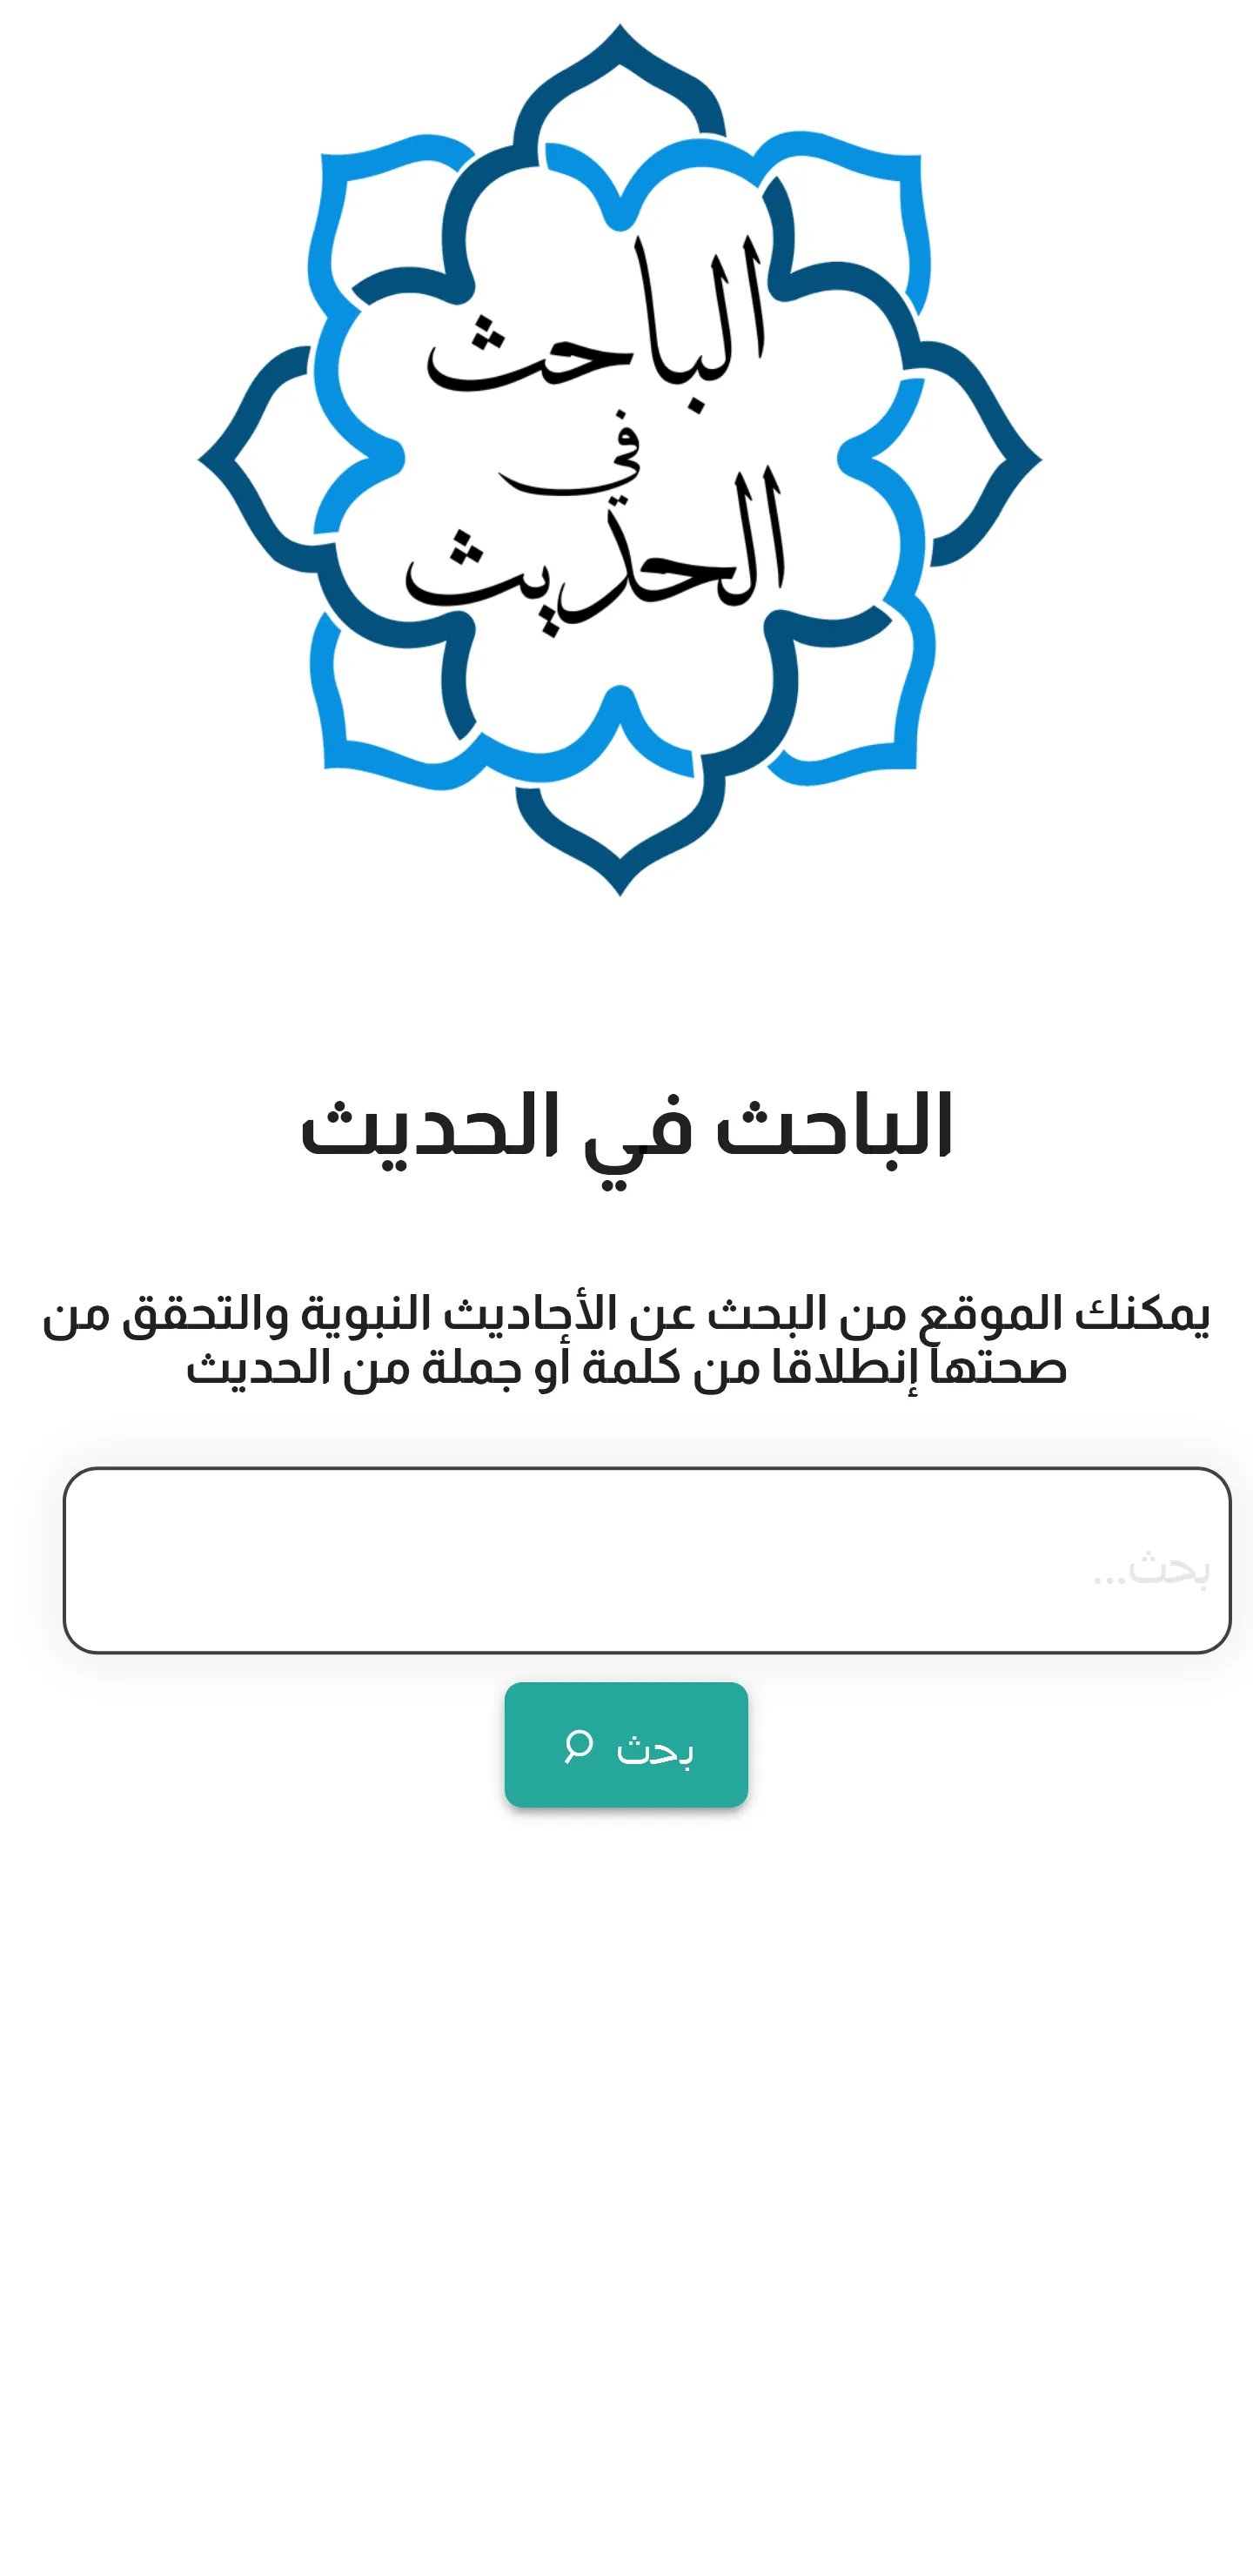 الباحث
في
الحديث
الباحث في الحديث
يمكنك الموقع من البحث عن الأحاديث النبوية والتحقق من
صحتها إنطلاقا من كلمة أو جملة من الحديث
بحث...
بحث